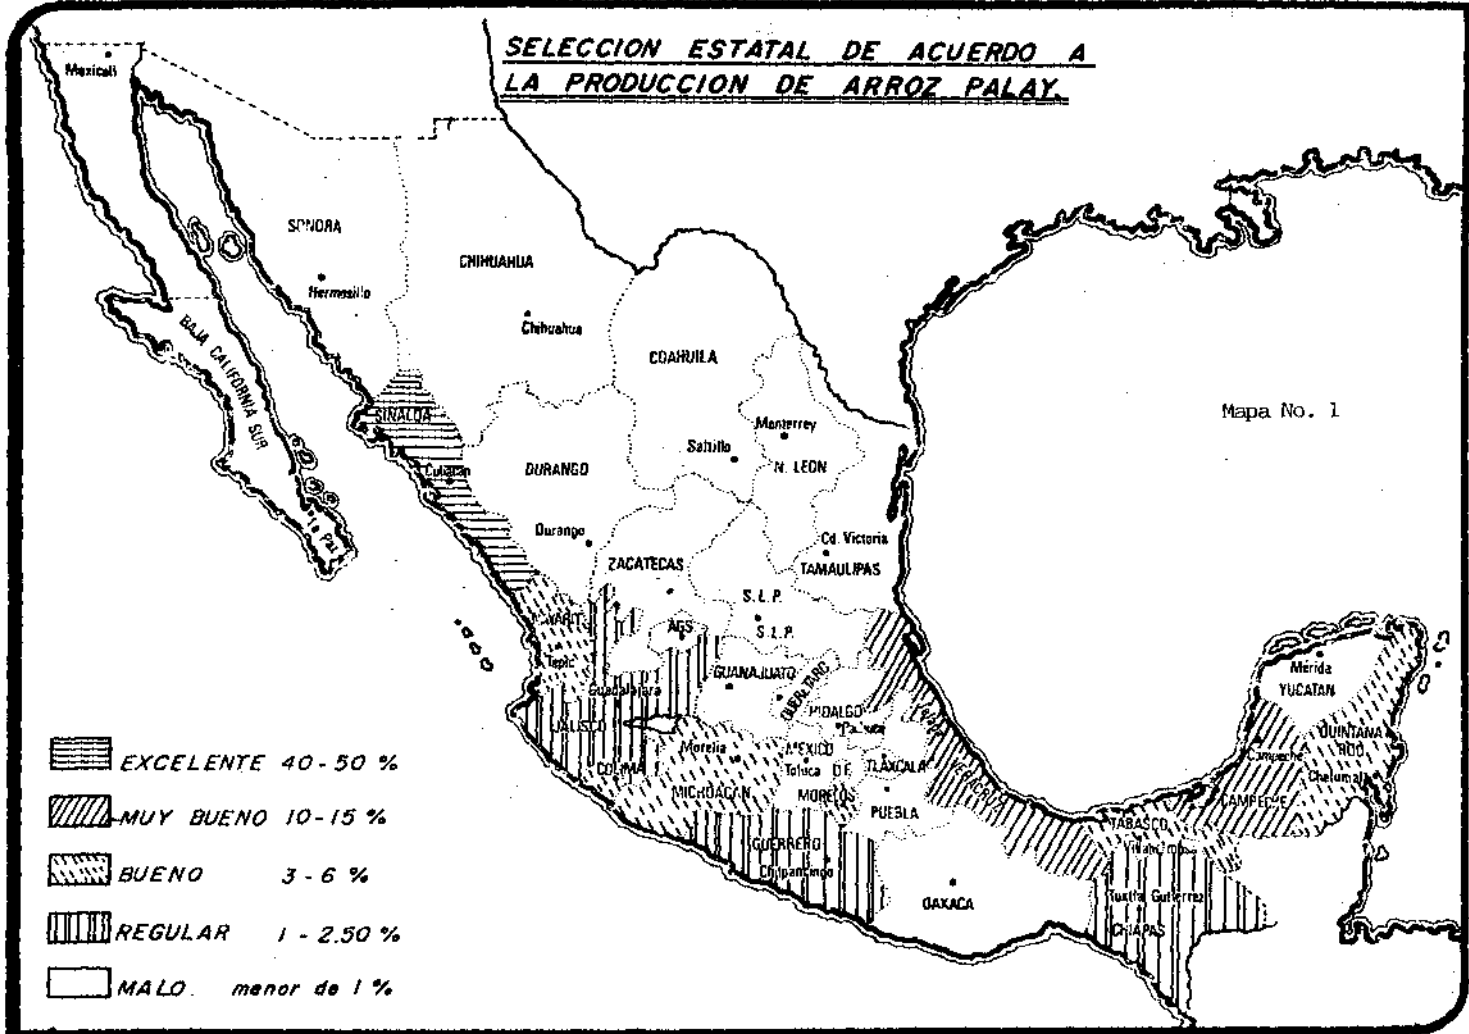 SELECCION ESTATAL DE ACUERDO A
LA PRODUCCION DE ARROZ PALAY.
Mexicali
SONORA
Hermosillo
CHIHUAHUA
Chihuahua
COAHUILA
BAJA CALIFORNIA SUR
La Paz
SINALOA
Culiacan
Monterrey
Saltillo
N. LEON
Mapa No. 1
DURANGO
Durango
Cd. Victoria
TAMAULIPAS
ZACATECAS
S.L.P.
S.L.P.
AGS
Tepic
GUANAJUATO
QUERETARO
Guadalajara
JALISCO
HIDALGO
Pachuca
Mérida
YUCATAN
QUINTANA
ROO
Chetumal
Campeche
CAMPECHE
Morelia
COLIMA
MICHOACAN
MEXICO
Toluca
D.F.
TLAXCALA
MORELOS
PUEBLA
VERACRUZ
TABASCO
GUERRERO
Chilpancingo
OAXACA
Tuxtla Gutierrez
CHIAPAS
EXCELENTE 40-50 %
MUY BUENO 10-15 %
BUENO 3-6 %
REGULAR 1-2.50 %
MALO. menor de 1 %